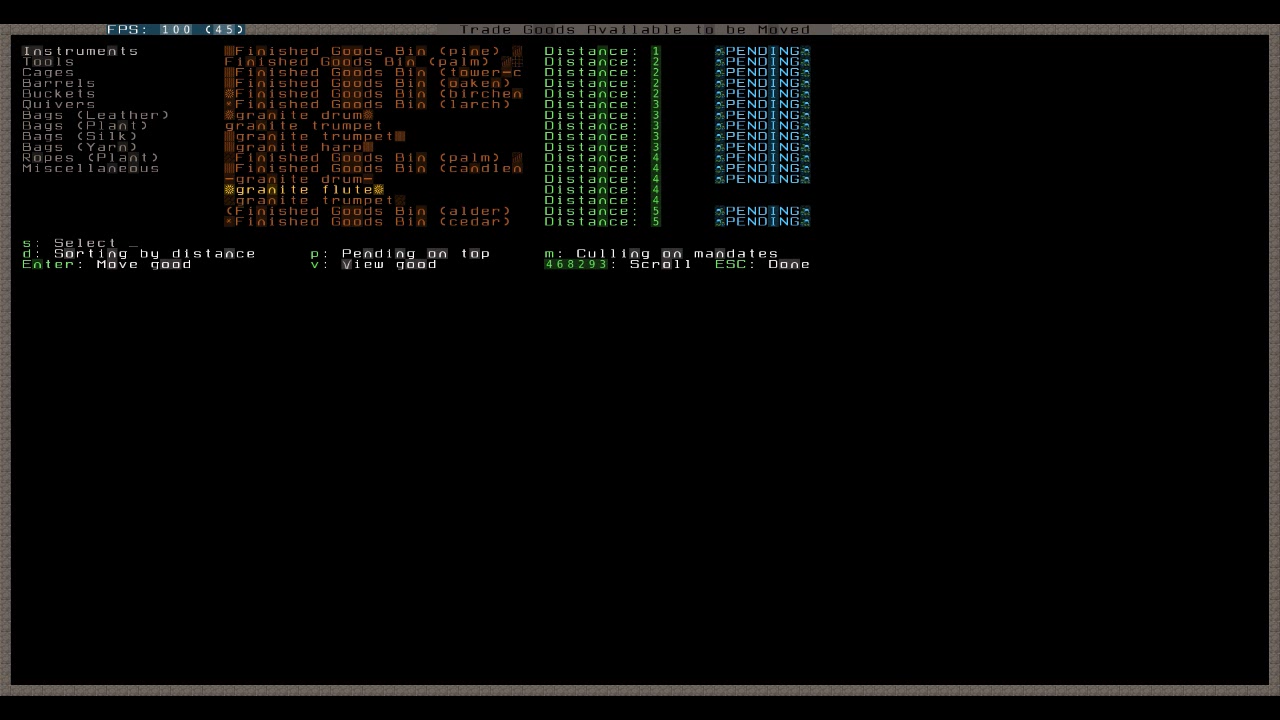 FPS: 100 (45) Trade Goods Available to be Moved
Instruments Finished Goods Bin (pine) Distance: 1 PENDING
Tools Finished Goods Bin (palm) Distance: 2 PENDING
Cages Finished Goods Bin (tower-c Distance: 2 PENDING
Barrels Finished Goods Bin (oaken) Distance: 2 PENDING
Buckets ☼Finished Goods Bin (birchen Distance: 2 PENDING
Quivers *Finished Goods Bin (larch) Distance: 3 PENDING
Bags (Leather) ☼granite drum☼ Distance: 3 PENDING
Bags (Plant) granite trumpet Distance: 3 PENDING
Bags (Silk) granite trumpet Distance: 3 PENDING
Bags (Yarn) granite harp Distance: 3 PENDING
Ropes (Plant) Finished Goods Bin (palm) Distance: 4 PENDING
Miscellaneous Finished Goods Bin (candlen Distance: 4 PENDING
-granite drum- Distance: 4 PENDING
☼granite flute☼ Distance: 4
granite trumpet Distance: 4
(Finished Goods Bin (alder) Distance: 5 PENDING
*Finished Goods Bin (cedar) Distance: 5 PENDING
s: Select _
d: Sorting by distance p: Pending on top m: Culling on mandates
Enter: Move good v: View good 468293: Scroll ESC: Done